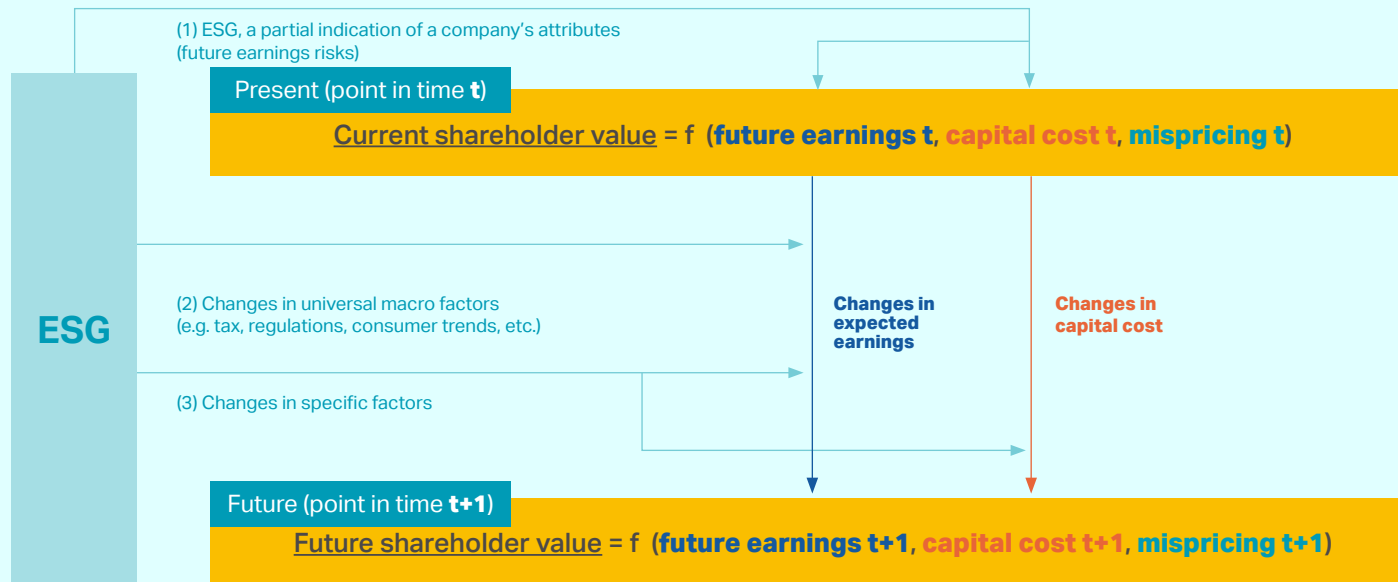 (1) ESG, a partial indication of a company’s attributes
(future earnings risks)
Present (point in time t)
Current shareholder value = f (future earnings t, capital cost t, mispricing t)
ESG
(2) Changes in universal macro factors
(e.g. tax, regulations, consumer trends, etc.)
Changes in
expected
earnings
Changes in
capital cost
(3) Changes in specific factors
Future (point in time t+1)
Future shareholder value = f (future earnings t+1, capital cost t+1, mispricing t+1)